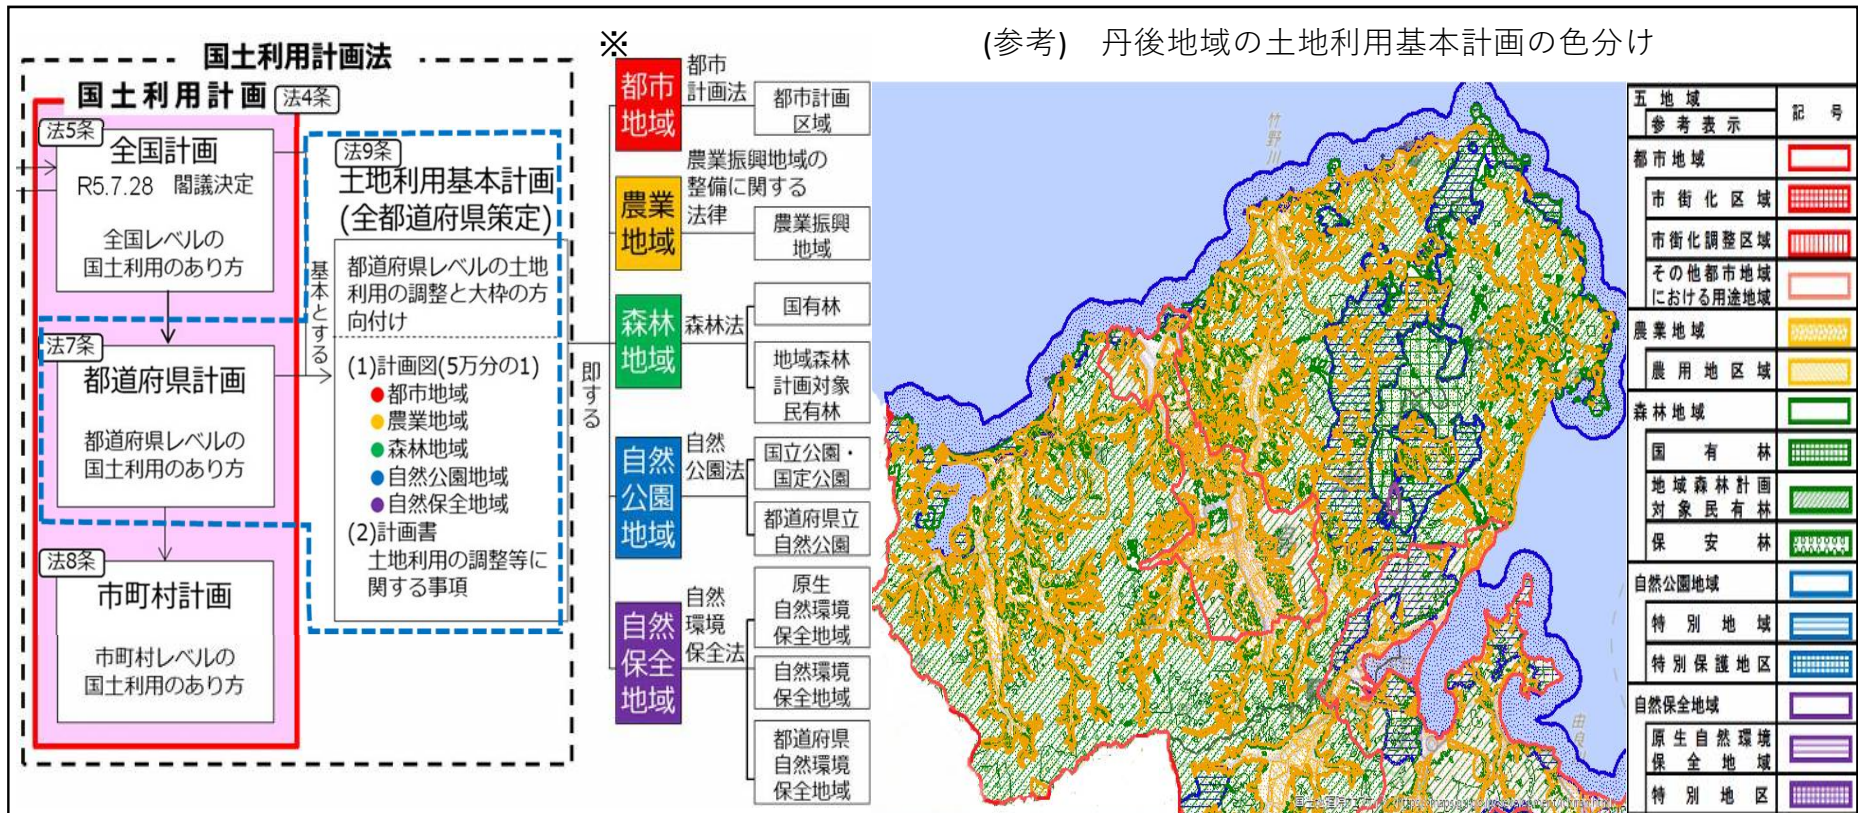 国土利用計画法
国土利用計画
法4条
法5条
全国計画
R5.7.28 閣議決定
全国レベルの
国土利用のあり方
法7条
都道府県計画
都道府県レベルの
国土利用のあり方
法8条
市町村計画
市町村レベルの
国土利用のあり方
基本とする
法9条
土地利用基本計画
(全都道府県策定)
都道府県レベルの土地
利用の調整と大枠の方
向付け
(1)計画図(5万分の1)
●都市地域
●農業地域
●森林地域
●自然公園地域
●自然保全地域
(2)計画書
土地利用の調整等に
関する事項
即する
※
都市
地域
都市
計画法
都市計画
区域
農業
地域
農業振興地域の
整備に関する
法律
農業振興
地域
森林
地域
森林法
国有林
地域森林
計画対象
民有林
自然
公園
地域
自然
公園法
国立公園・
国定公園
都道府県立
自然公園
自然
保全
地域
自然
環境
保全法
原生
自然環境
保全地域
自然環境
保全地域
都道府県
自然環境
保全地域
(参考) 丹後地域の土地利用基本計画の色分け
竹野川
五地域
参考表示
記号
都市地域
市街化区域
市街化調整区域
その他都市地域
における用途地域
農業地域
農用地区域
森林地域
国有林
地域森林計画
対象民有林
保安林
自然公園地域
特別地域
特別保護地区
自然保全地域
原生自然環境
保全地域
特別地区